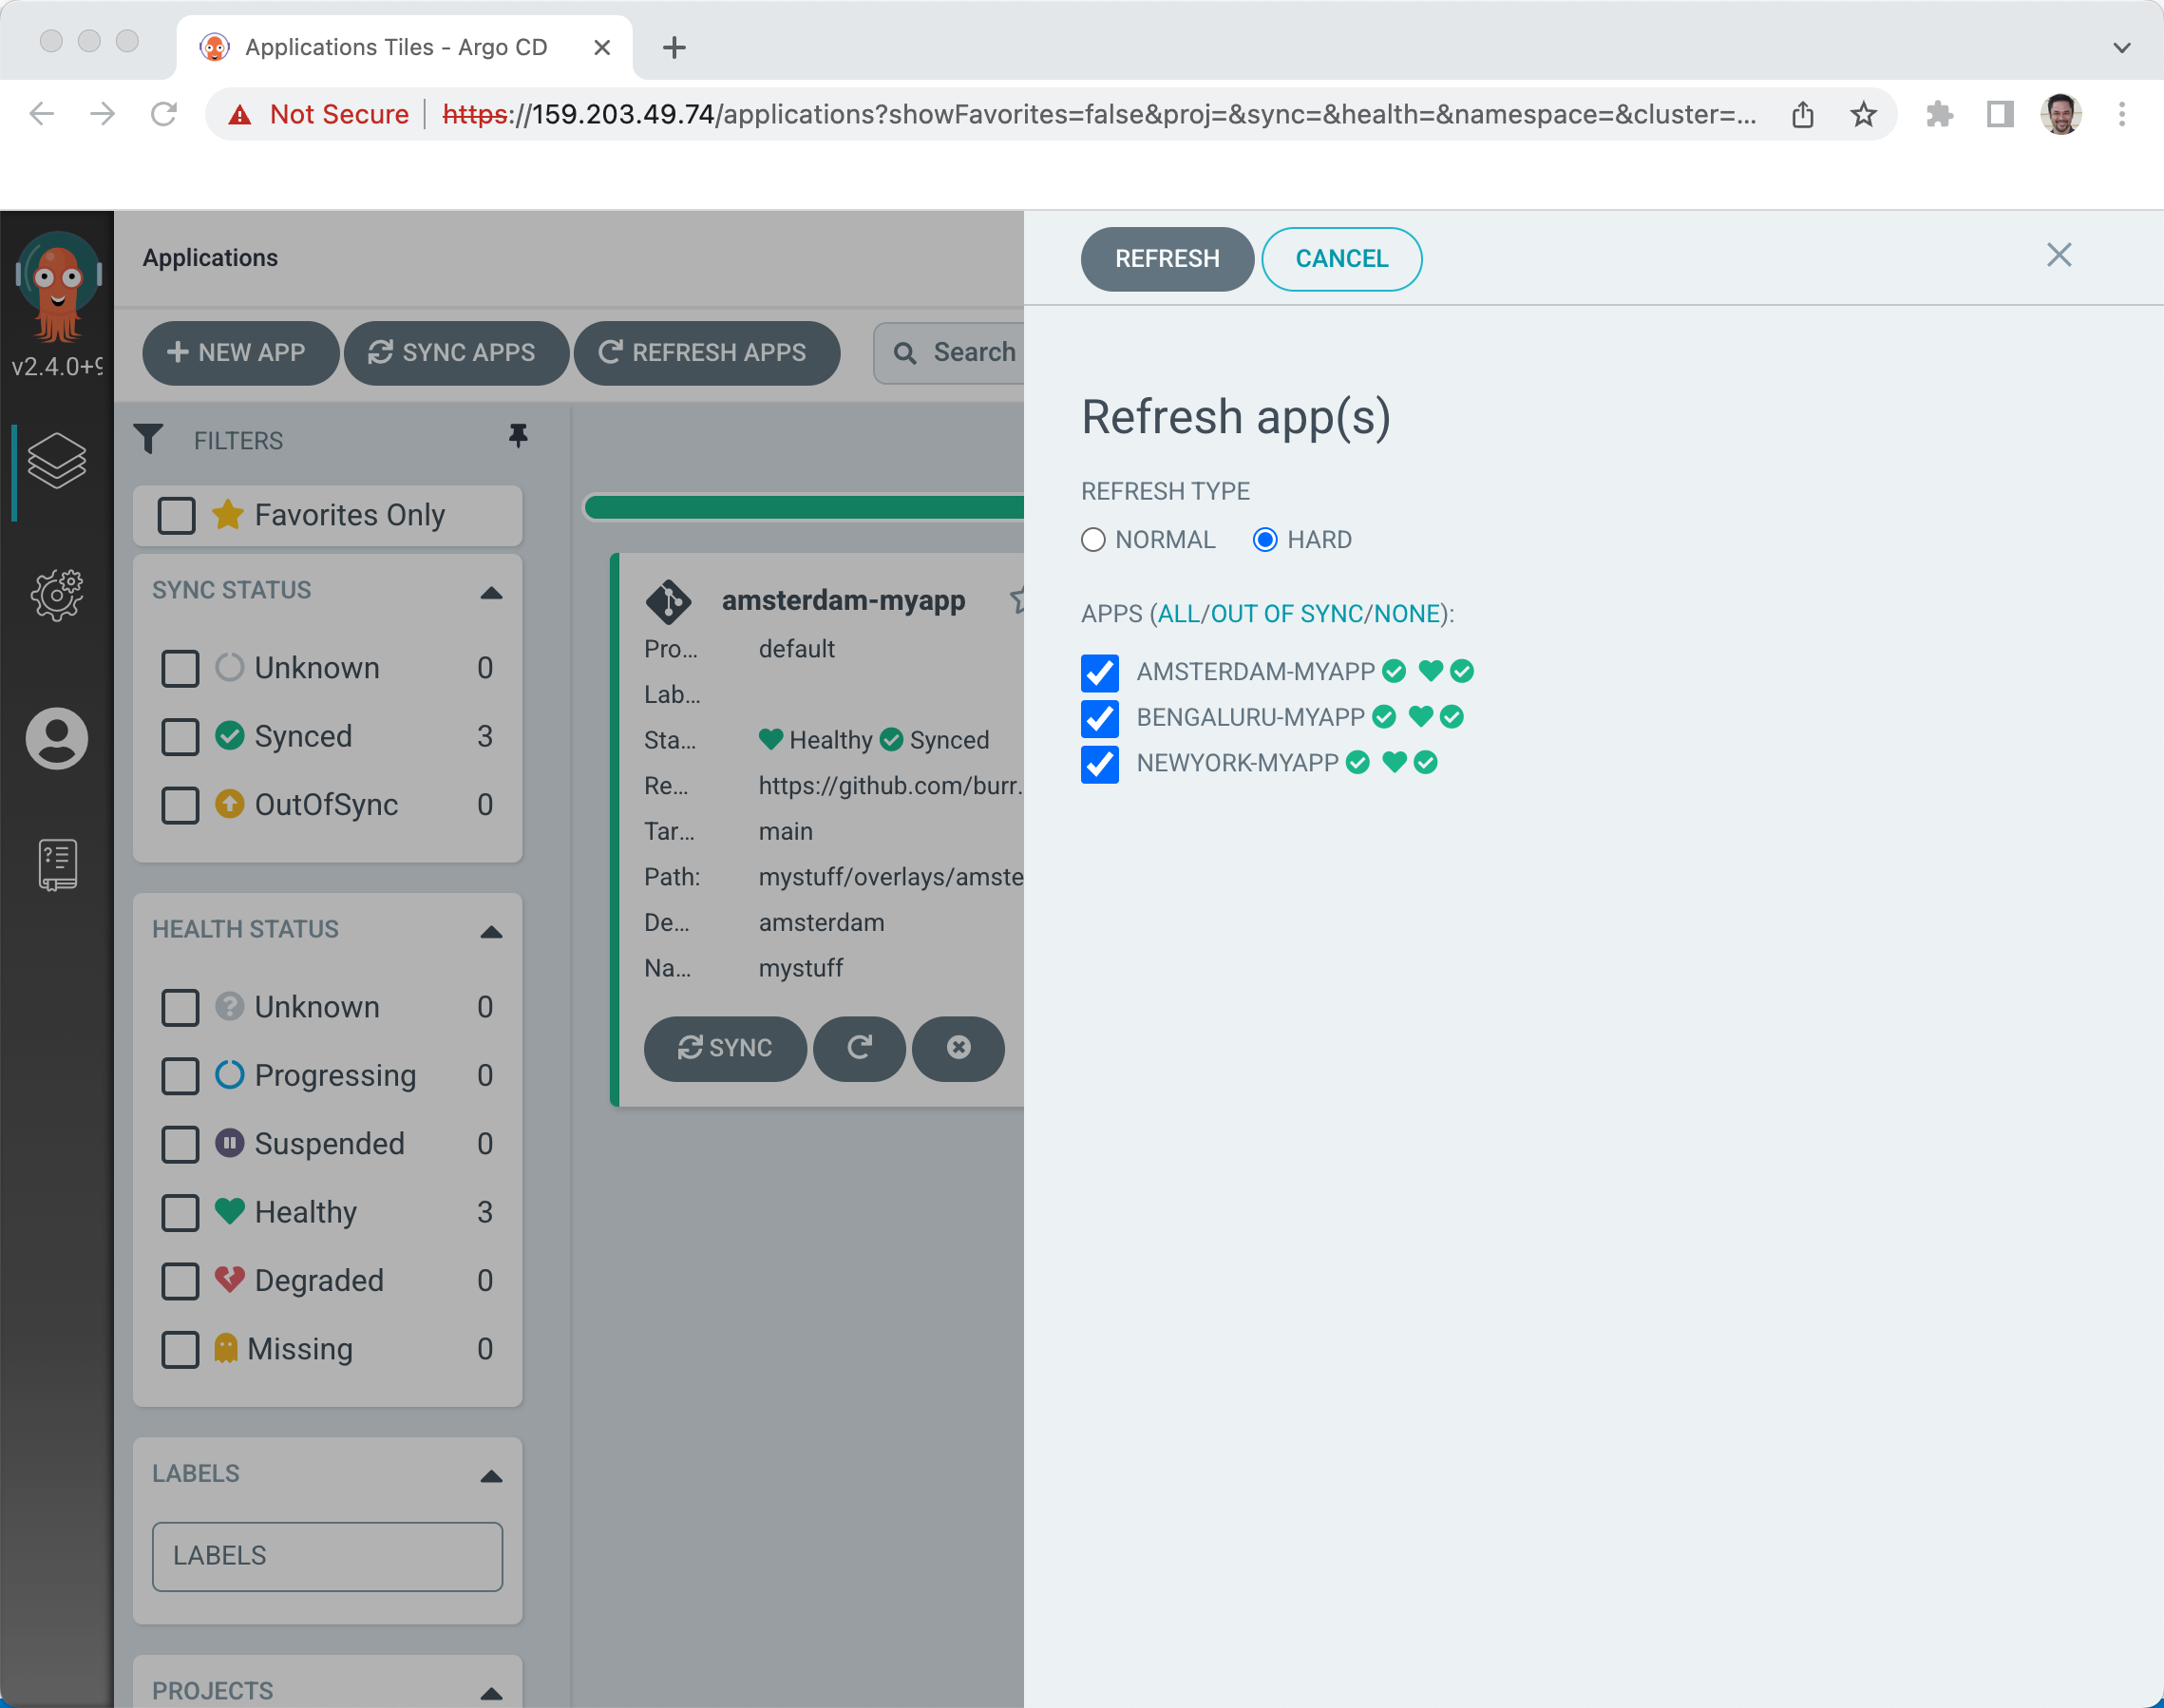 Applications Tiles - Argo CD
Not Secure https://159.203.49.74/applications?showFavorites=false&proj=&sync=&health=&namespace=&cluster=...
v2.4.0+9
Applications
NEW APP SYNC APPS REFRESH APPS Search
FILTERS
Favorites Only
SYNC STATUS
Unknown 0
Synced 3
OutOfSync 0
HEALTH STATUS
Unknown 0
Progressing 0
Suspended 0
Healthy 3
Degraded 0
Missing 0
LABELS
LABELS
PROJECTS
amsterdam-myapp
Pro... default
Lab...
Sta... Healthy Synced
Re... https://github.com/burr.
Tar... main
Path: mystuff/overlays/amste
De... amsterdam
Na... mystuff
SYNC
REFRESH CANCEL
Refresh app(s)
REFRESH TYPE
NORMAL HARD
APPS (ALL/OUT OF SYNC/NONE):
AMSTERDAM-MYAPP
BENGALURU-MYAPP
NEWYORK-MYAPP